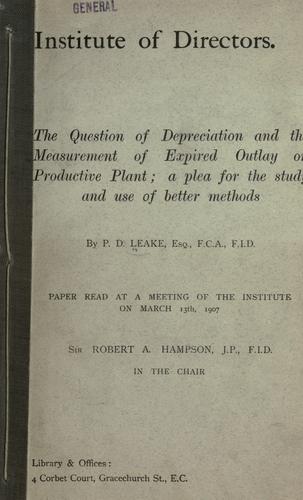 GENERAL
Institute of Directors.
The Question of Depreciation and th
Measurement of Expired Outlay o
Productive Plant; a plea for the stud
and use of better methods
By P. D. LEAKE, Esq., F.C.A., F.I.D.
PAPER READ AT A MEETING OF THE INSTITUTE
ON MARCH 13th, 1907
Sir ROBERT A. HAMPSON, J.P., F.I.D.
IN THE CHAIR
Library & Offices:
4 Corbet Court, Gracechurch St., E.C.